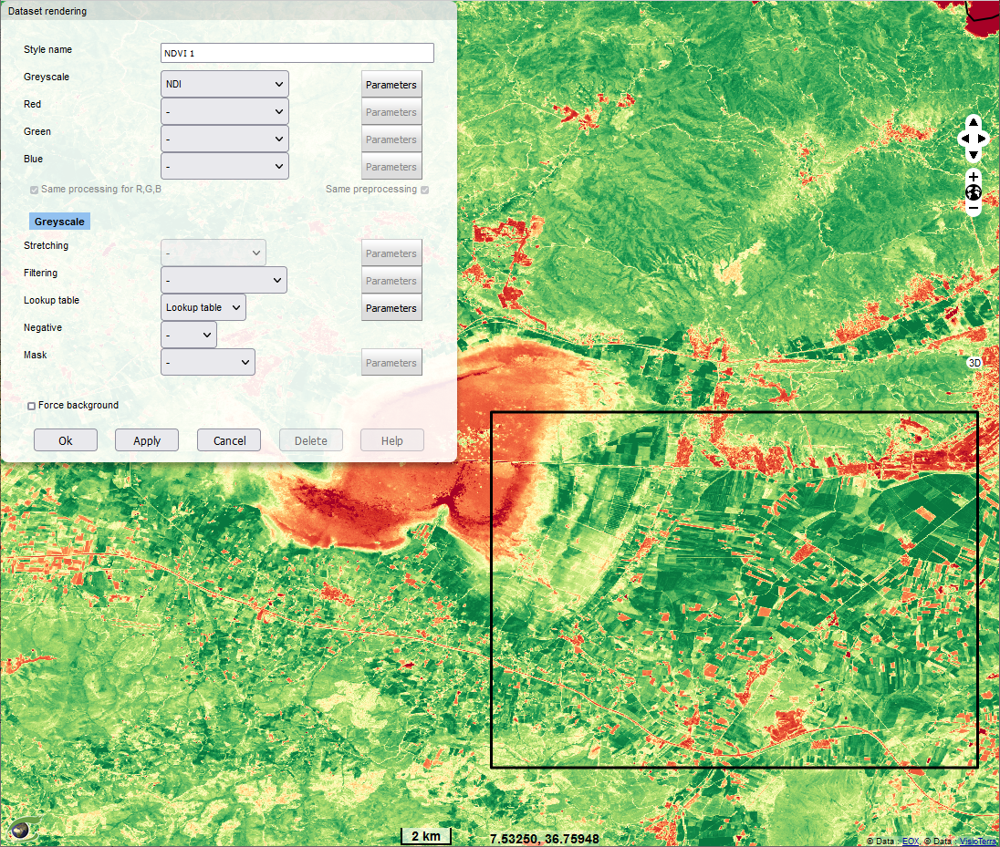 Dataset rendering
Style name NDVI 1
Greyscale NDI Parameters
Red - Parameters
Green - Parameters
Blue - Parameters
Same processing for R,G,B Same preprocessing
Greyscale
Stretching - Parameters
Filtering - Parameters
Lookup table Lookup table Parameters
Negative -
Mask - Parameters
Force background
Ok Apply Cancel Delete Help
+
−
3D
2 km
7.53250, 36.75948
© Data : EOX, © Data : VisioTerra